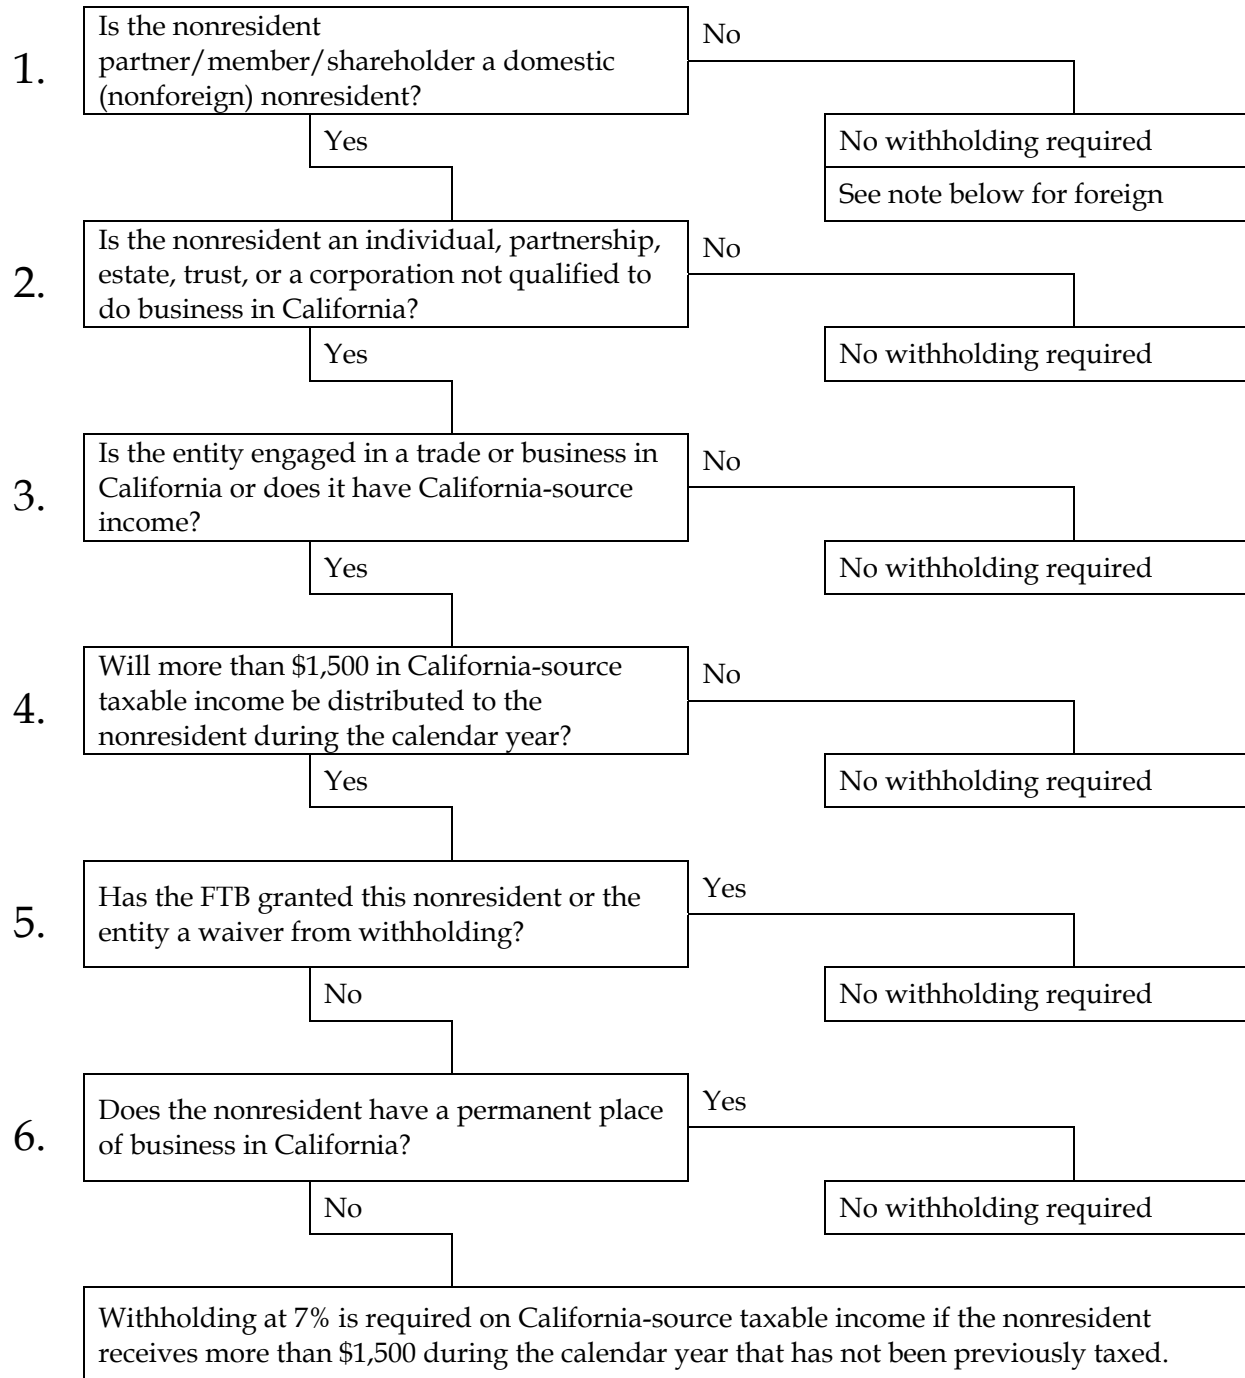 Is the nonresident
partner/member/shareholder a domestic
(nonforeign) nonresident?
1.
No
Yes
No withholding required
See note below for foreign
Is the nonresident an individual, partnership,
estate, trust, or a corporation not qualified to
do business in California?
2.
No
Yes
No withholding required
Is the entity engaged in a trade or business in
California or does it have California-source
income?
3.
No
Yes
No withholding required
Will more than $1,500 in California-source
taxable income be distributed to the
nonresident during the calendar year?
4.
No
Yes
No withholding required
Has the FTB granted this nonresident or the
entity a waiver from withholding?
5.
Yes
No
No withholding required
Does the nonresident have a permanent place
of business in California?
6.
Yes
No
No withholding required
Withholding at 7% is required on California-source taxable income if the nonresident
receives more than $1,500 during the calendar year that has not been previously taxed.